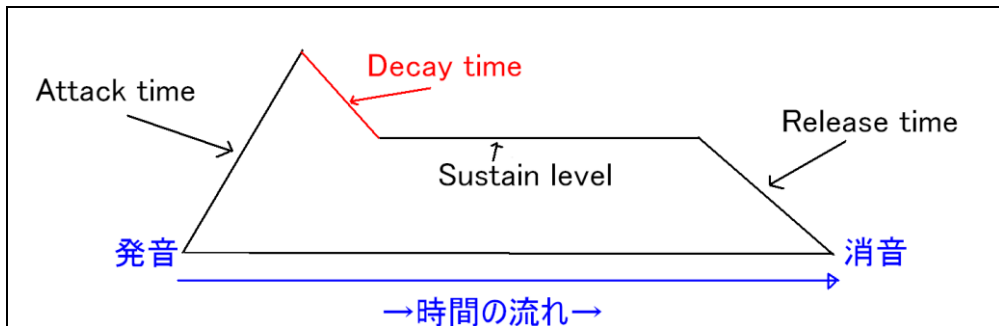 Decay time
Attack time
Release time
Sustain level
発音
消音
→時間の流れ→